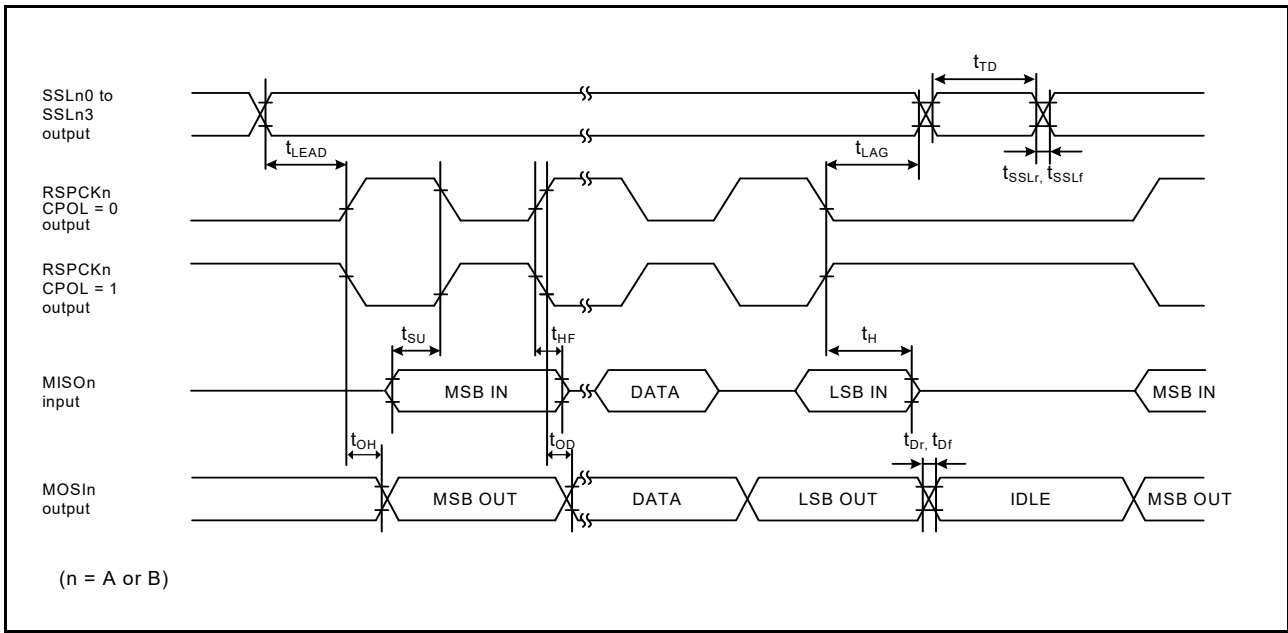 SSLn0 to
SSLn3
output
tTD
tLEAD
tLAG
tSSLr, tSSLf
RSPCKn
CPOL = 0
output
RSPCKn
CPOL = 1
output
tSU
tHF
tH
MISOn
input
MSB IN
DATA
LSB IN
MSB IN
tOH
tOD
tDr, tDf
MOSIn
output
MSB OUT
DATA
LSB OUT
IDLE
MSB OUT
(n = A or B)